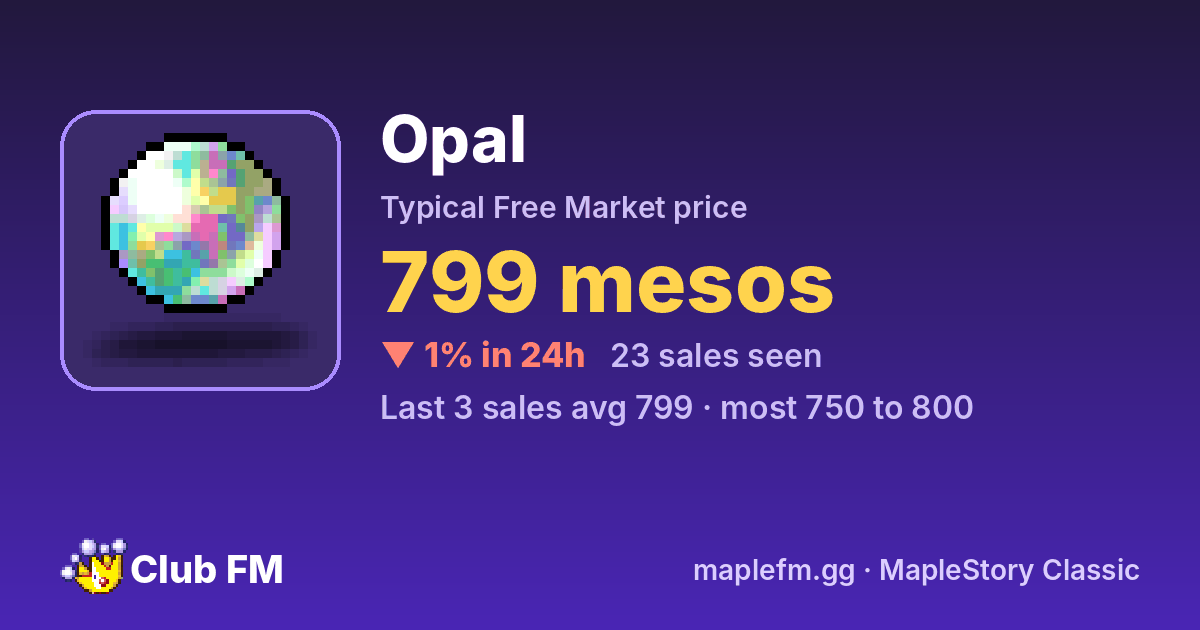 Opal
Typical Free Market price
799 mesos
▼ 1% in 24h 23 sales seen
Last 3 sales avg 799 · most 750 to 800
Club FM
maplefm.gg · MapleStory Classic